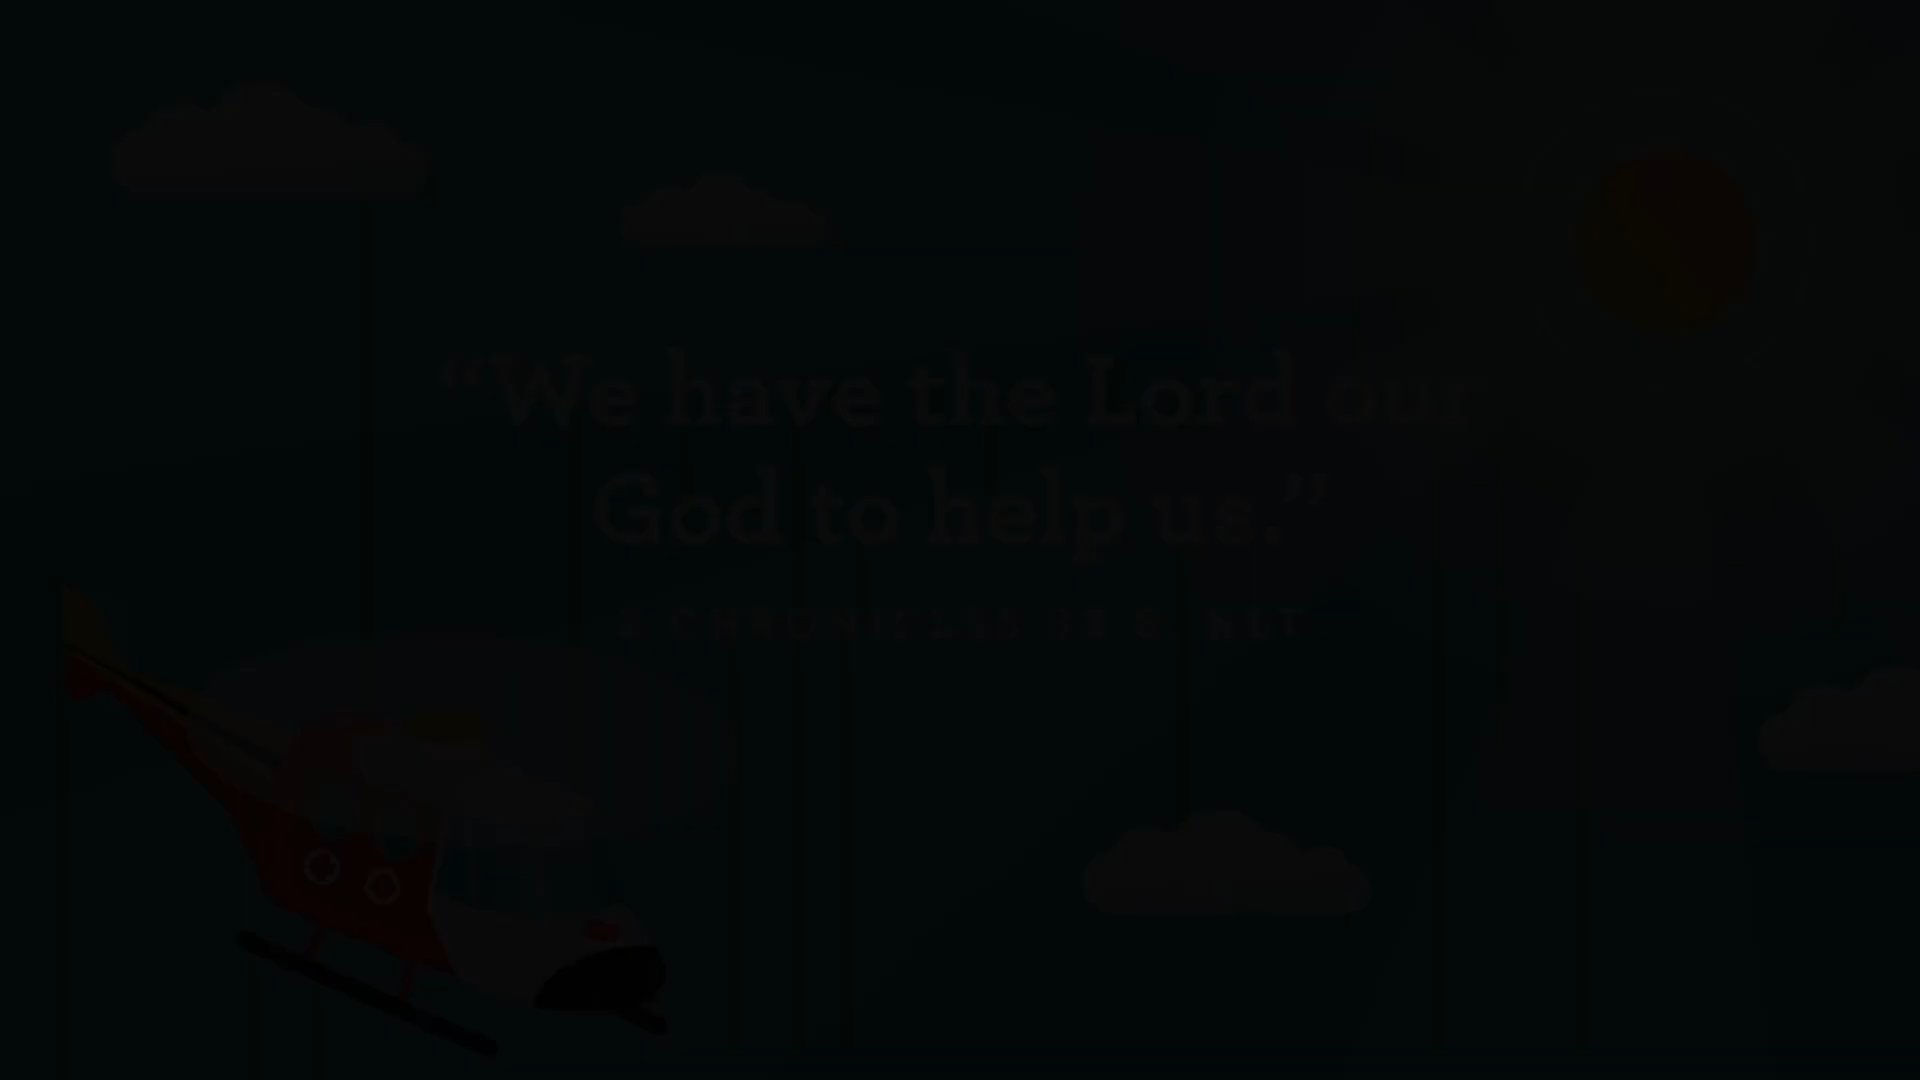 “We have the Lord our
God to help us.”
2 CHRONICLES 32:8, NLT